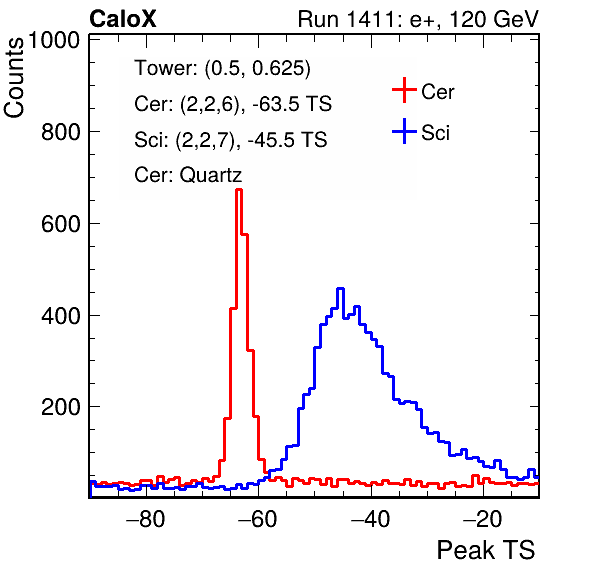 CaloX
Run 1411: e+, 120 GeV
Counts
1000
800
600
400
200
Tower: (0.5, 0.625)
Cer: (2,2,6), -63.5 TS
Sci: (2,2,7), -45.5 TS
Cer: Quartz
Cer
Sci
−80
−60
−40
−20
Peak TS